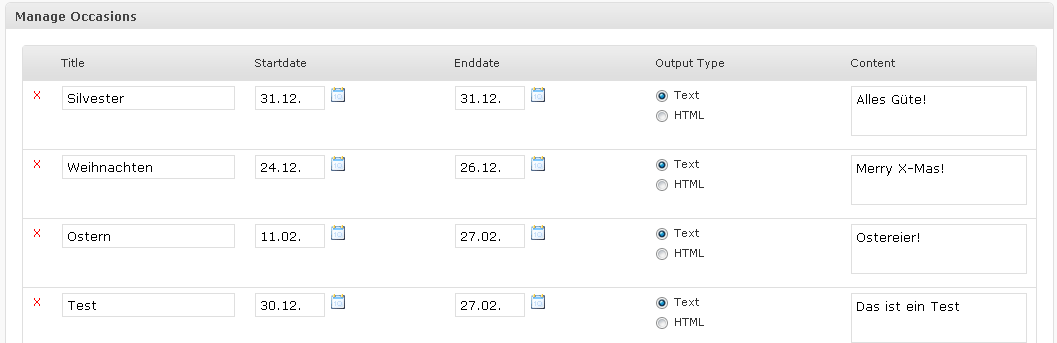 Manage Occasions
Title Startdate Enddate Output Type Content
X Silvester 31.12. 31.12. Text Alles Güte!
HTML
X Weihnachten 24.12. 26.12. Text Merry X-Mas!
HTML
X Ostern 11.02. 27.02. Text Ostereier!
HTML
X Test 30.12. 27.02. Text Das ist ein Test
HTML